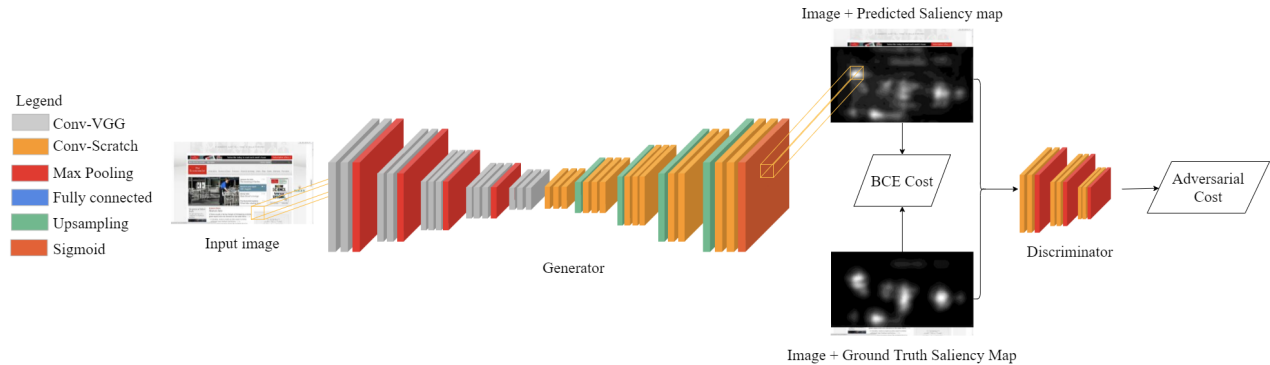 Image + Predicted Saliency map
Legend
Conv-VGG
Conv-Scratch
Max Pooling
Fully connected
Upsampling
Sigmoid
Input image
Generator
BCE Cost
Discriminator
Adversarial
Cost
Image + Ground Truth Saliency Map